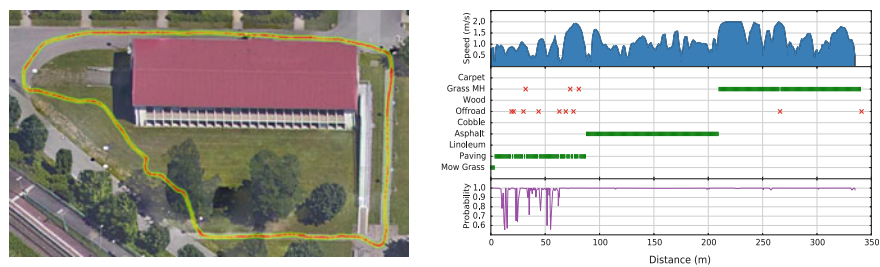 Speed (m/s)
2.0
1.5
1.0
0.5
Carpet
Grass MH
Wood
Offroad
Cobble
Asphalt
Linoleum
Paving
Mow Grass
Probability
1.0
0.9
0.8
0.7
0.6
0 50 100 150 200 250 300 350
Distance (m)